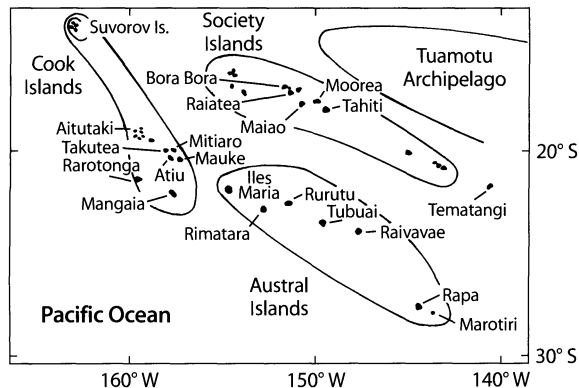 Suvorov Is.
Society
Islands
Tuamotu
Archipelago
Cook
Islands
Bora Bora
Moorea
Raiatea
Tahiti
Maiao
Aitutaki
Takutea
Mitiaro
Rarotonga
Mauke
Atiu
Mangaia
20°S
Iles
Maria
Rurutu
Tubuai
Rimatara
Raivavae
Tematangi
Austral
Islands
Rapa
Marotiri
Pacific Ocean
30°S
160°W
150°W
140°W